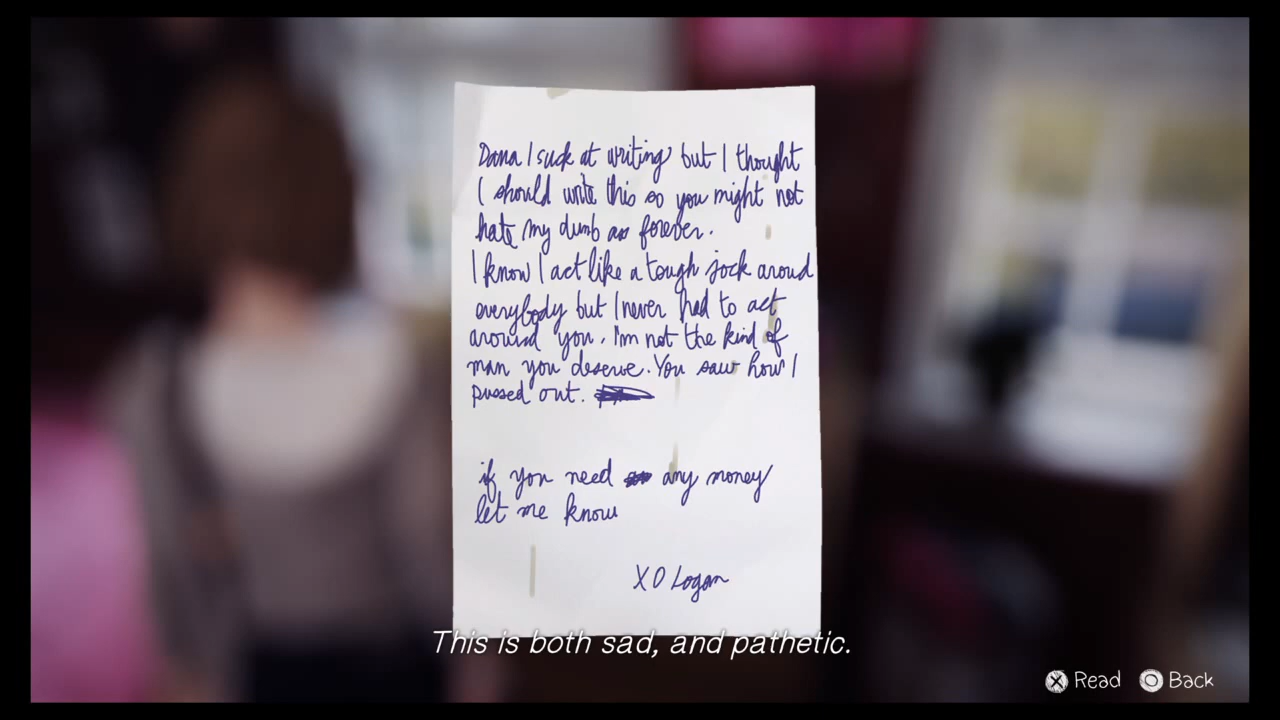 Dana I suck at writing but I thought
I should write this so you might not
hate my dumb ass forever.
I know I act like a tough jock aroud
everybody but I never had to act
around you. I'm not the kind of
man you deserve. You saw how I
pussed out.
if you need any money
let me know
XO Logan
This is both sad, and pathetic.
Read Back